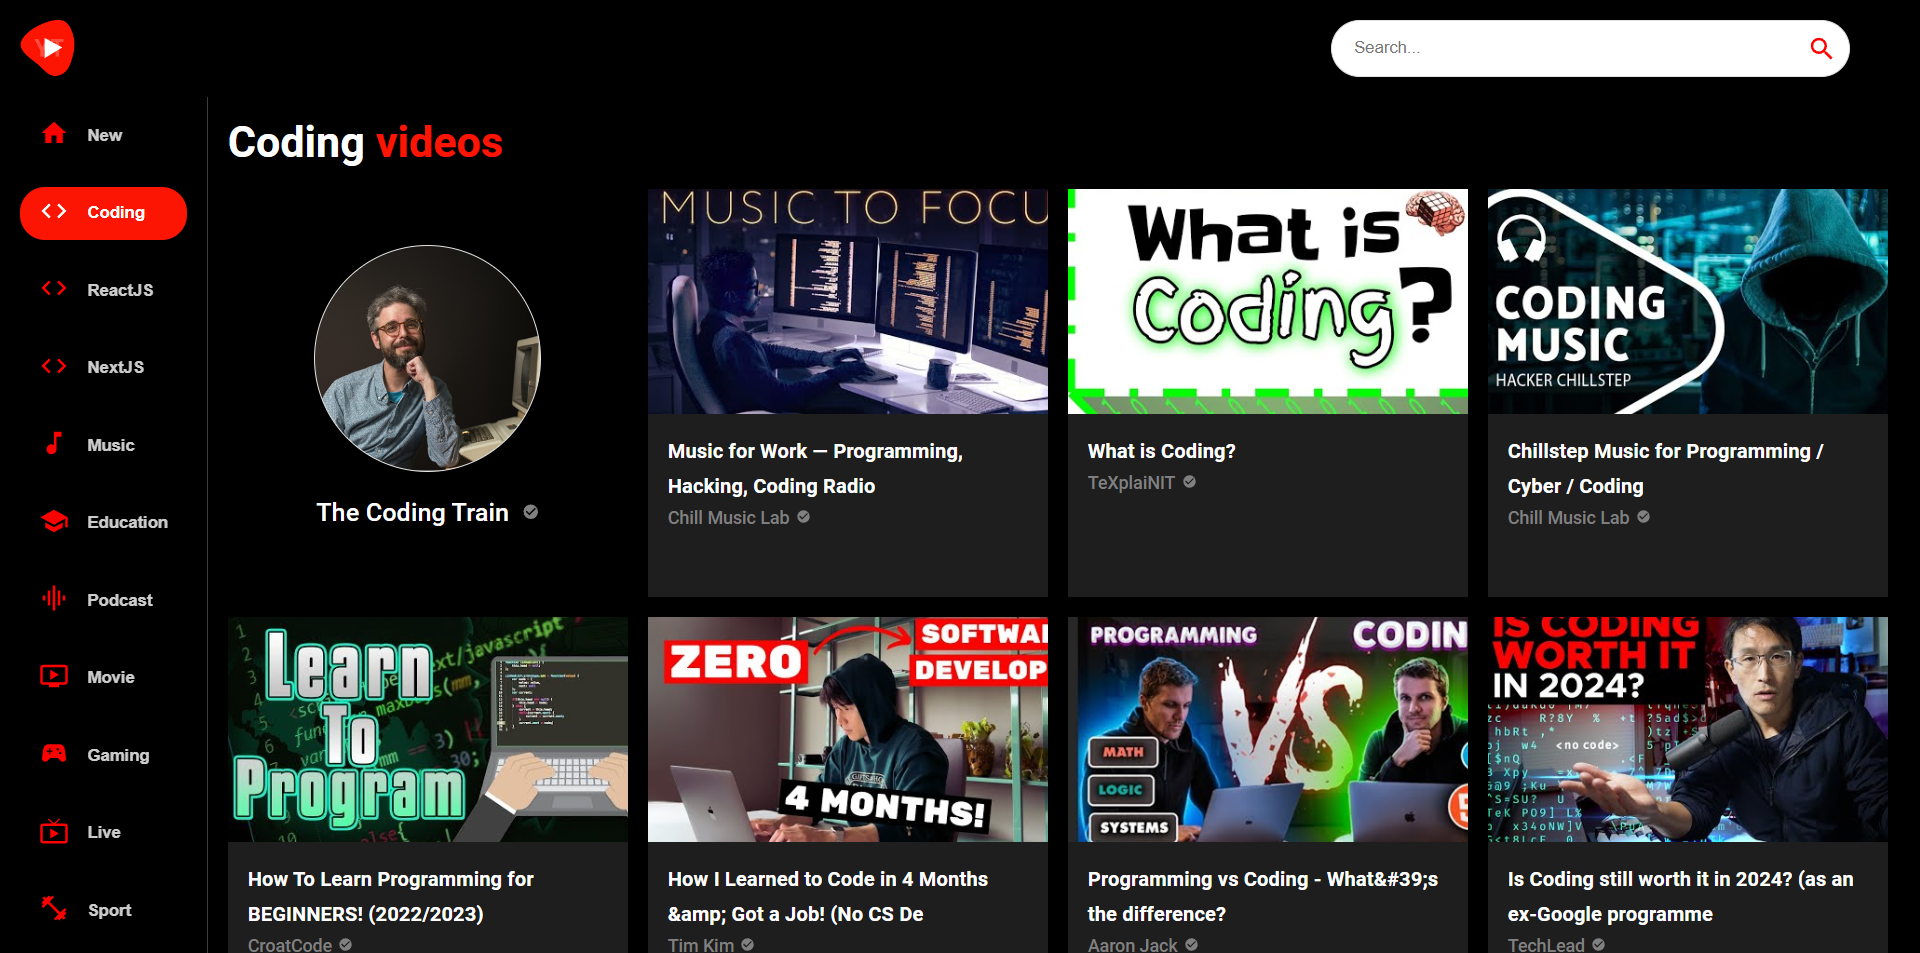 YT
Search...
New
Coding
ReactJS
NextJS
Music
Education
Podcast
Movie
Gaming
Live
Sport
Coding videos
The Coding Train
MUSIC TO FOCU
Music for Work — Programming,
Hacking, Coding Radio
Chill Music Lab
What is
Coding?
What is Coding?
TeXplaiNIT
CODING
MUSIC
HACKER CHILLSTEP
Chillstep Music for Programming /
Cyber / Coding
Chill Music Lab
Learn
To
Program
How To Learn Programming for
BEGINNERS! (2022/2023)
CroatCode
ZERO
SOFTWA
DEVELOP
4 MONTHS!
How I Learned to Code in 4 Months
&amp; Got a Job! (No CS De
Tim Kim
PROGRAMMING
CODIN
VS
MATH
LOGIC
SYSTEMS
Programming vs Coding - What&#39;s
the difference?
Aaron Jack
IS CODING
WORTH IT
IN 2024?
<no code>
Is Coding still worth it in 2024? (as an
ex-Google programme
TechLead